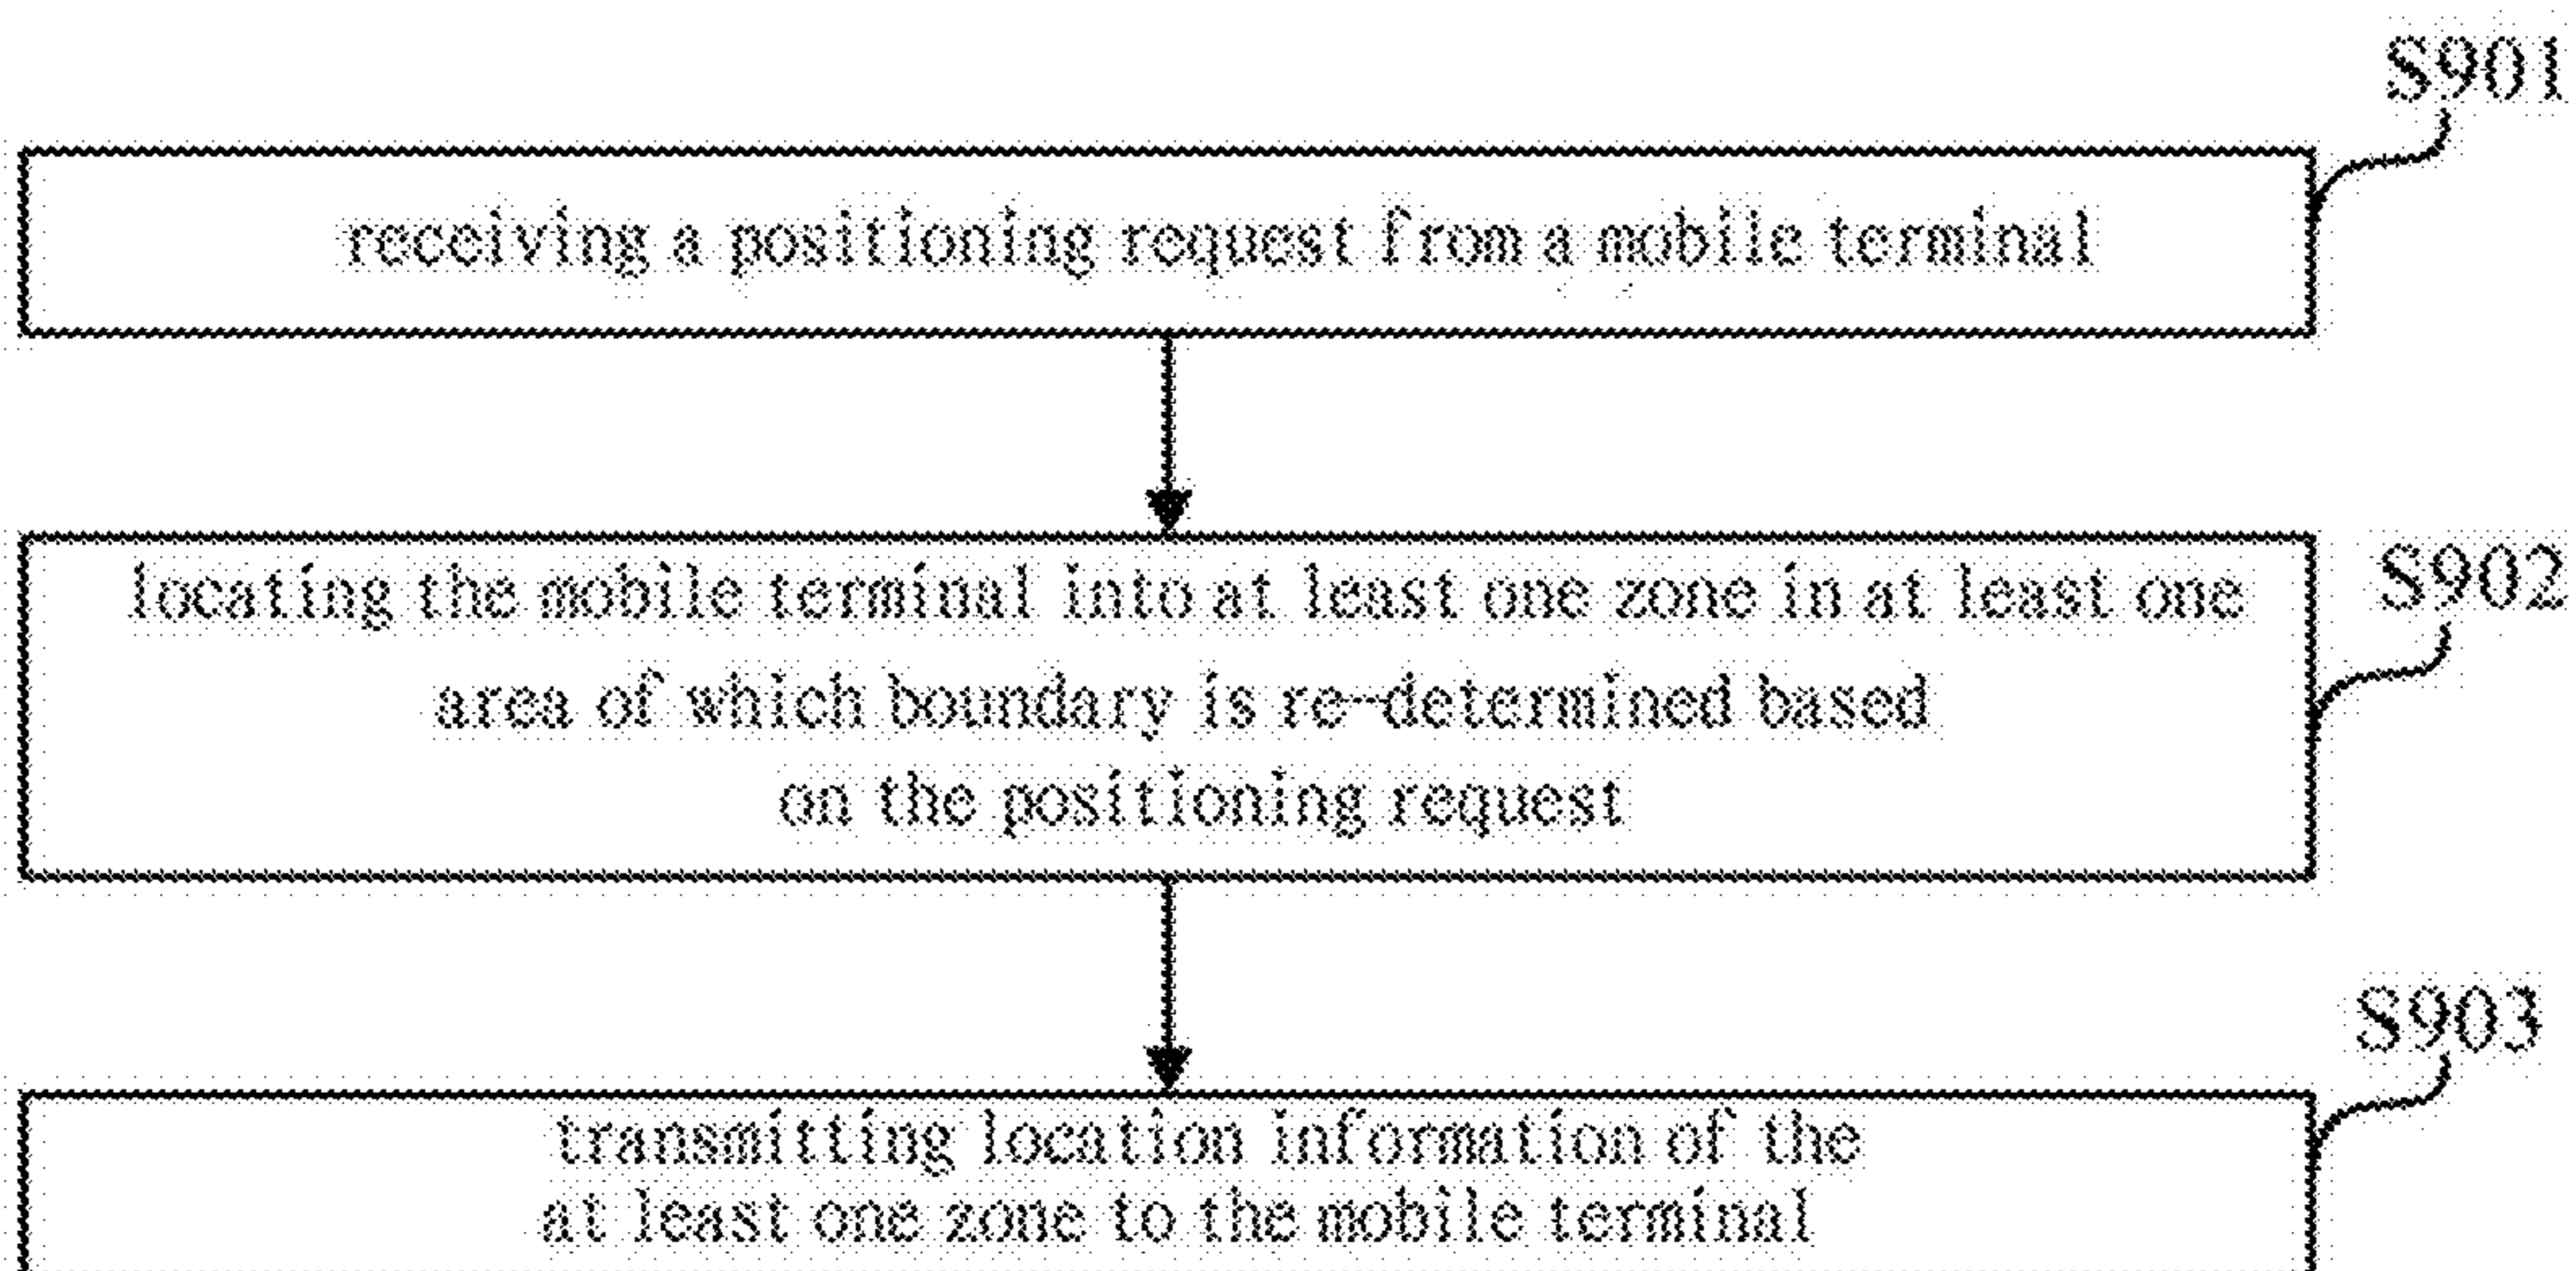 S901
receiving a positioning request from a mobile terminal
locating the mobile terminal into at least one zone in at least one
S902
area of which boundary is re-determined based
on the positioning request
S903
transmitting location information of the
at least one zone to the mobile terminal